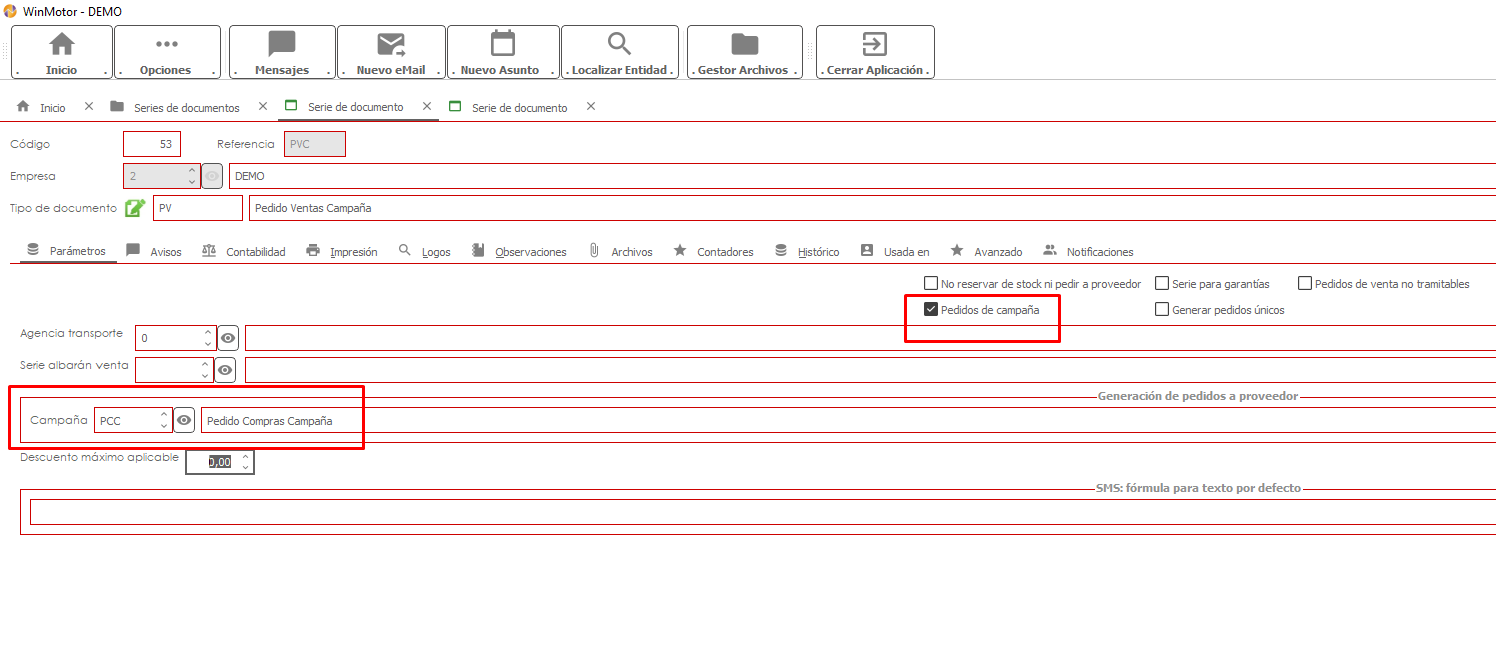 WinMotor - DEMO
. Inicio . . Opciones . . Mensajes . . Nuevo eMail . . Nuevo Asunto . . Localizar Entidad . . Gestor Archivos . . Cerrar Aplicación .
Inicio Series de documentos Serie de documento Serie de documento
Código 53 Referencia PVC
Empresa 2 DEMO
Tipo de documento PV Pedido Ventas Campaña
Parámetros Avisos Contabilidad Impresión Logos Observaciones Archivos Contadores Histórico Usada en Avanzado Notificaciones
No reservar de stock ni pedir a proveedor Serie para garantías Pedidos de venta no tramitables
Pedidos de campaña Generar pedidos únicos
Agencia transporte 0
Serie albarán venta
Generación de pedidos a proveedor
Campaña PCC Pedido Compras Campaña
Descuento máximo aplicable 0,00
SMS: fórmula para texto por defecto